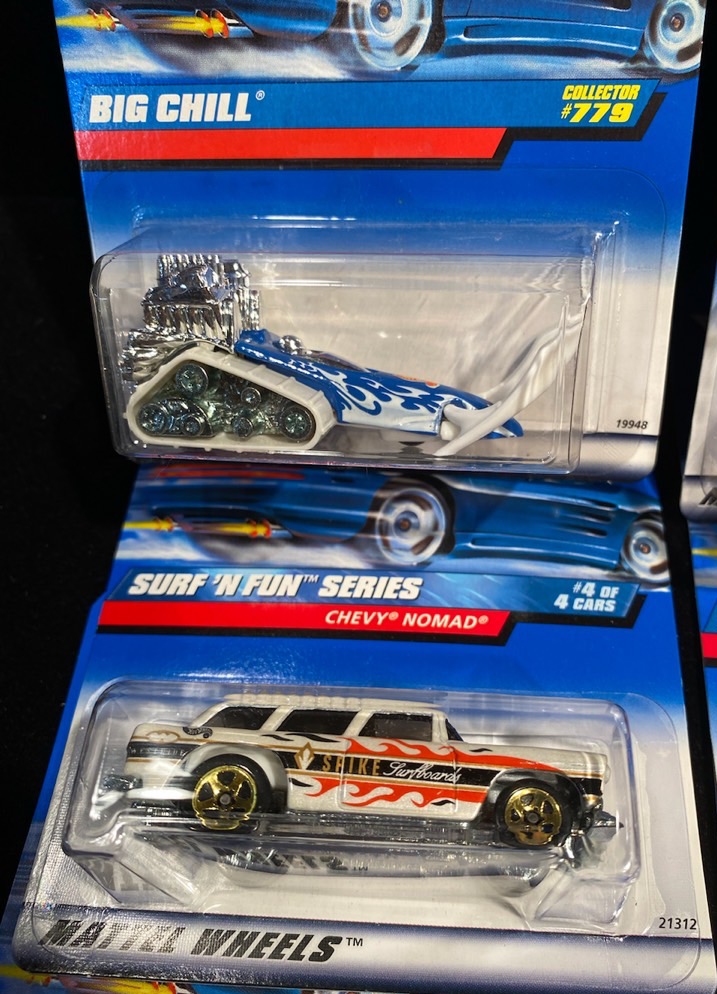 BIG CHILL®
COLLECTOR
#779
19948
SURF 'N FUN™ SERIES
#4 OF
4 CARS
CHEVY® NOMAD®
SPIKE Surfboards
21312
MATTEL WHEELS™